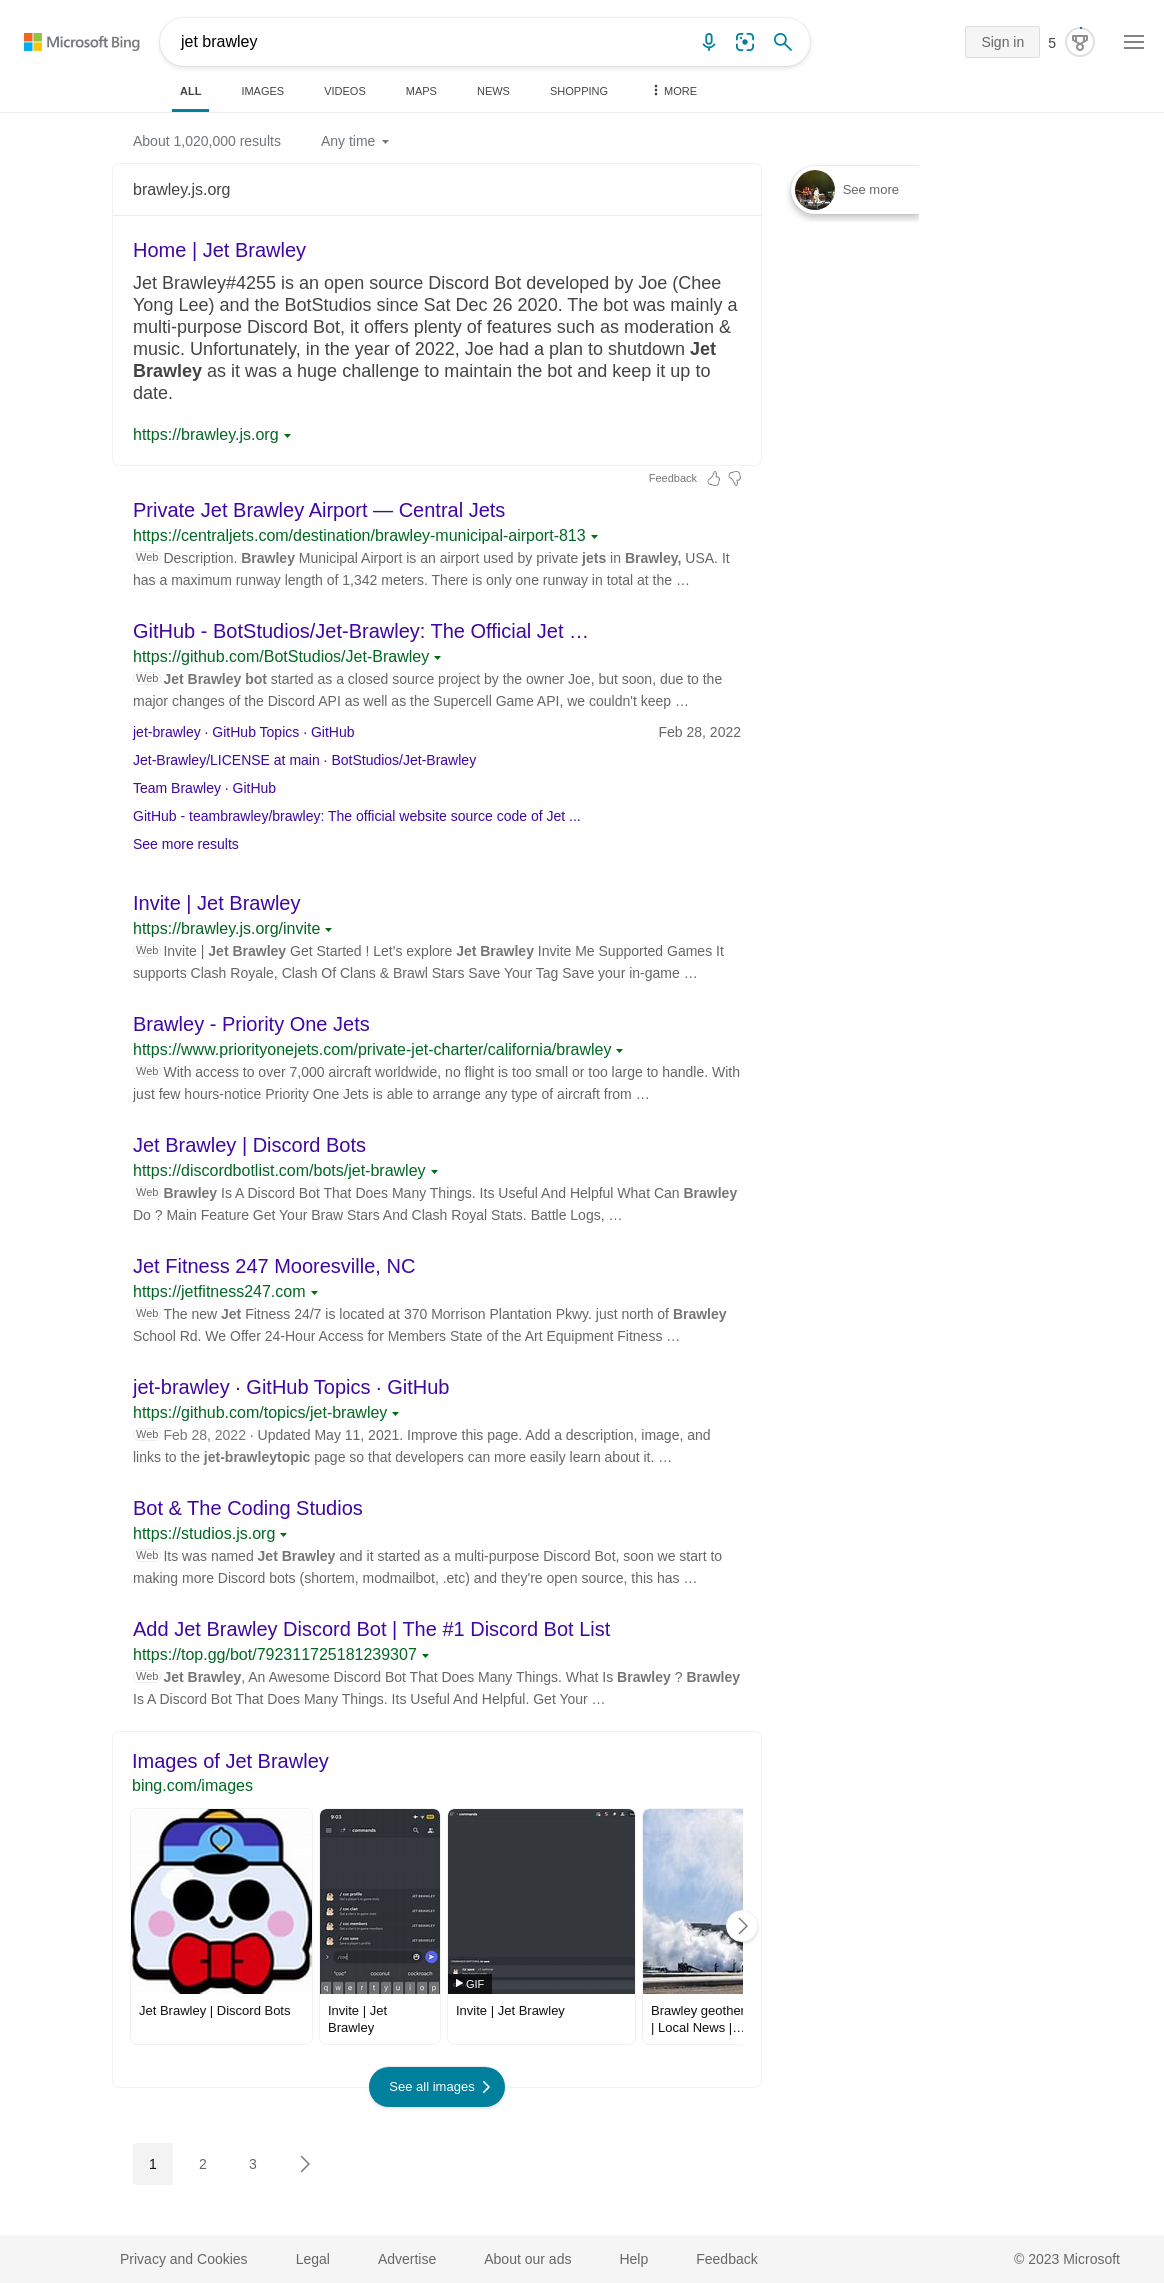 Microsoft Bing
jet brawley
Sign in
5
ALL
IMAGES
VIDEOS
MAPS
NEWS
SHOPPING
MORE
About 1,020,000 results
Any time
brawley.js.org
See more
Home | Jet Brawley
Jet Brawley#4255 is an open source Discord Bot developed by Joe (Chee
Yong Lee) and the BotStudios since Sat Dec 26 2020. The bot was mainly a
multi-purpose Discord Bot, it offers plenty of features such as moderation &
music. Unfortunately, in the year of 2022, Joe had a plan to shutdown Jet
Brawley as it was a huge challenge to maintain the bot and keep it up to
date.
https://brawley.js.org
Feedback
Private Jet Brawley Airport — Central Jets
https://centraljets.com/destination/brawley-municipal-airport-813
Web Description. Brawley Municipal Airport is an airport used by private jets in Brawley, USA. It
has a maximum runway length of 1,342 meters. There is only one runway in total at the …
GitHub - BotStudios/Jet-Brawley: The Official Jet …
https://github.com/BotStudios/Jet-Brawley
Web Jet Brawley bot started as a closed source project by the owner Joe, but soon, due to the
major changes of the Discord API as well as the Supercell Game API, we couldn't keep …
jet-brawley · GitHub Topics · GitHub
Feb 28, 2022
Jet-Brawley/LICENSE at main · BotStudios/Jet-Brawley
Team Brawley · GitHub
GitHub - teambrawley/brawley: The official website source code of Jet ...
See more results
Invite | Jet Brawley
https://brawley.js.org/invite
Web Invite | Jet Brawley Get Started ! Let's explore Jet Brawley Invite Me Supported Games It
supports Clash Royale, Clash Of Clans & Brawl Stars Save Your Tag Save your in-game …
Brawley - Priority One Jets
https://www.priorityonejets.com/private-jet-charter/california/brawley
Web With access to over 7,000 aircraft worldwide, no flight is too small or too large to handle. With
just few hours-notice Priority One Jets is able to arrange any type of aircraft from …
Jet Brawley | Discord Bots
https://discordbotlist.com/bots/jet-brawley
Web Brawley Is A Discord Bot That Does Many Things. Its Useful And Helpful What Can Brawley
Do ? Main Feature Get Your Braw Stars And Clash Royal Stats. Battle Logs, …
Jet Fitness 247 Mooresville, NC
https://jetfitness247.com
Web The new Jet Fitness 24/7 is located at 370 Morrison Plantation Pkwy. just north of Brawley
School Rd. We Offer 24-Hour Access for Members State of the Art Equipment Fitness …
jet-brawley · GitHub Topics · GitHub
https://github.com/topics/jet-brawley
Web Feb 28, 2022 · Updated May 11, 2021. Improve this page. Add a description, image, and
links to the jet-brawleytopic page so that developers can more easily learn about it. …
Bot & The Coding Studios
https://studios.js.org
Web Its was named Jet Brawley and it started as a multi-purpose Discord Bot, soon we start to
making more Discord bots (shortem, modmailbot, .etc) and they're open source, this has …
Add Jet Brawley Discord Bot | The #1 Discord Bot List
https://top.gg/bot/792311725181239307
Web Jet Brawley, An Awesome Discord Bot That Does Many Things. What Is Brawley ? Brawley
Is A Discord Bot That Does Many Things. Its Useful And Helpful. Get Your …
Images of Jet Brawley
bing.com/images
9:03
commands
/ coc profile
JET BRAWLEY
/ coc clan
JET BRAWLEY
/ coc members
JET BRAWLEY
/ coc save
JET BRAWLEY
"coc"
coconut
cockroach
q w e r t y u i o p
commands
GIF
Jet Brawley | Discord Bots
Invite | Jet
Brawley
Invite | Jet Brawley
Brawley geother
| Local News |…
See all images
1
2
3
Privacy and Cookies
Legal
Advertise
About our ads
Help
Feedback
© 2023 Microsoft